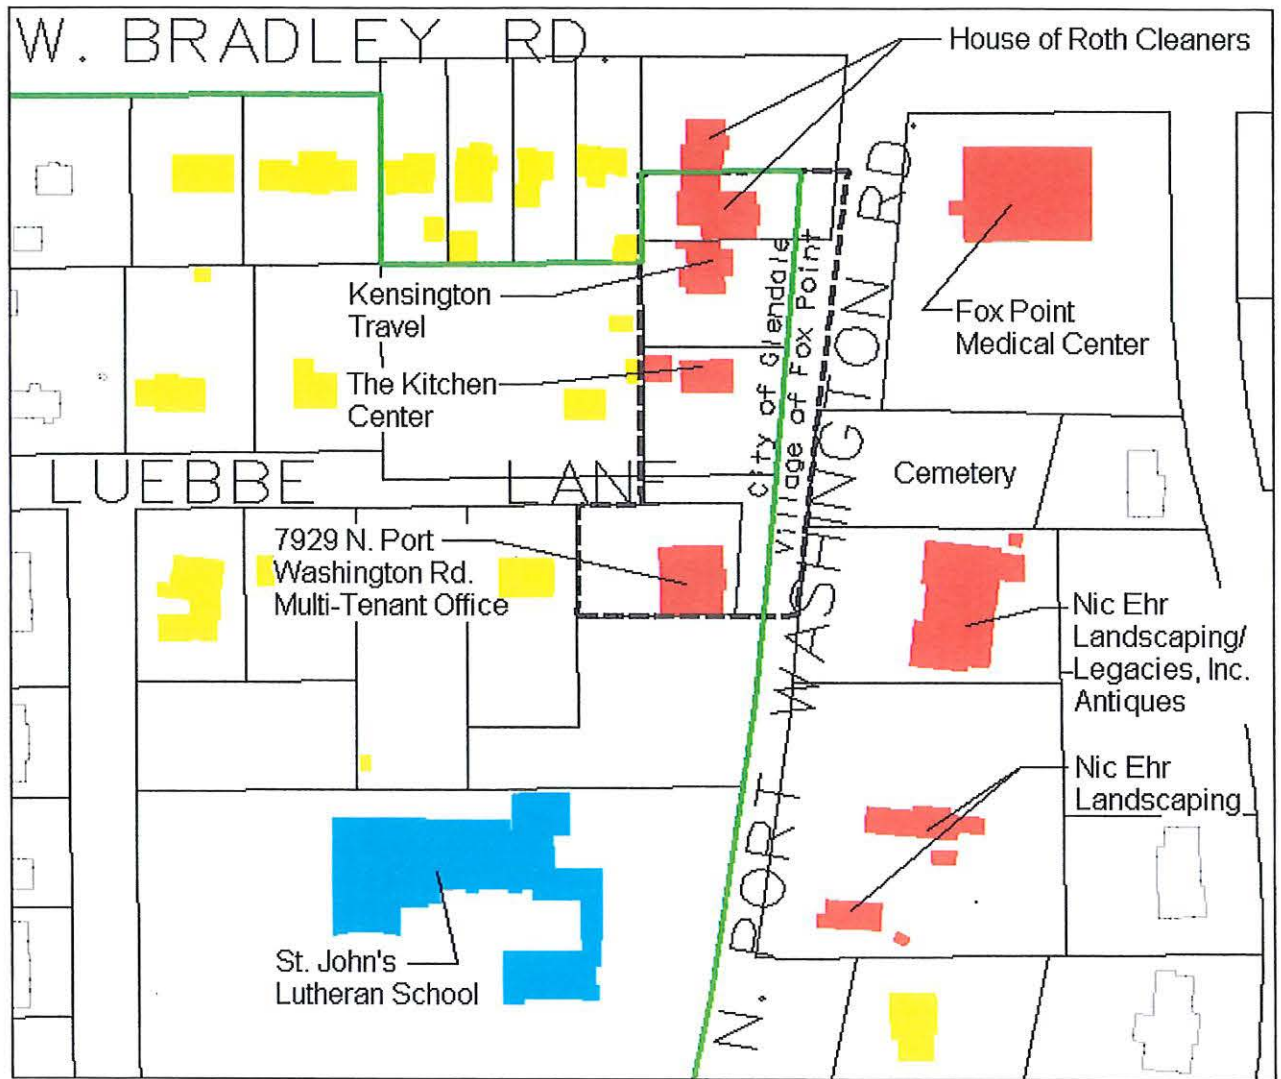 W. BRADLEY RD.
House of Roth Cleaners
Kensington
Travel
Fox Point
Medical Center
The Kitchen
Center
City of Glendale
Village of Fox Point
Cemetery
LUEBBE LANE
7929 N. Port
Washington Rd.
Multi-Tenant Office
Nic Ehr
Landscaping/
Legacies, Inc.
Antiques
Nic Ehr
Landscaping
St. John's
Lutheran School
N. PORT WASHINGTON RD.